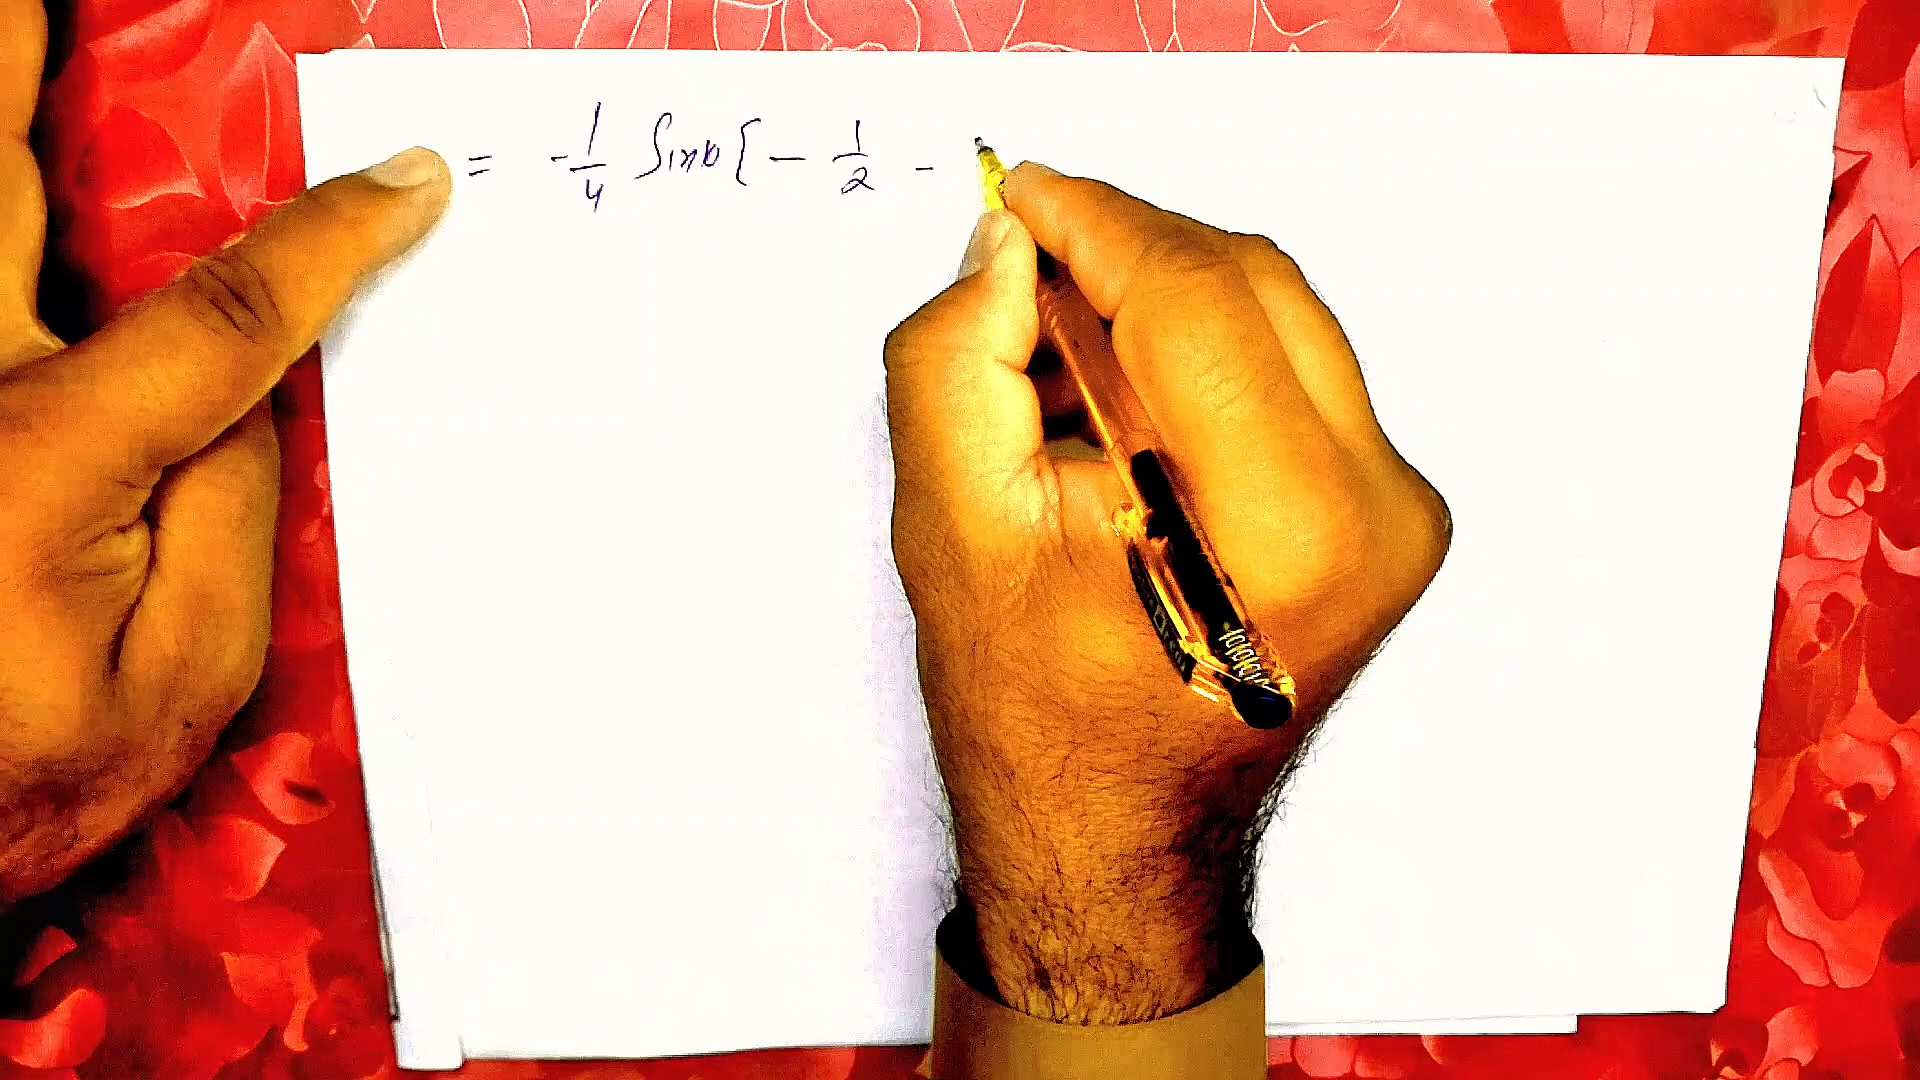 = -1/4 Sinθ { - 1/2 -